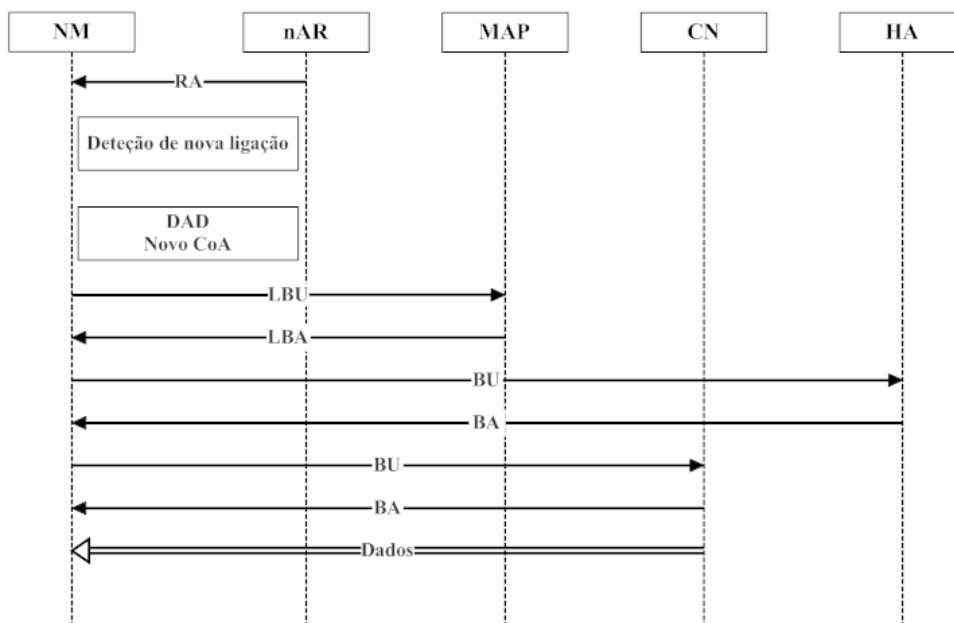 NM nAR MAP CN HA
RA
Deteção de nova ligação
DAD
Novo CoA
LBU
LBA
BU
BA
BU
BA
Dados